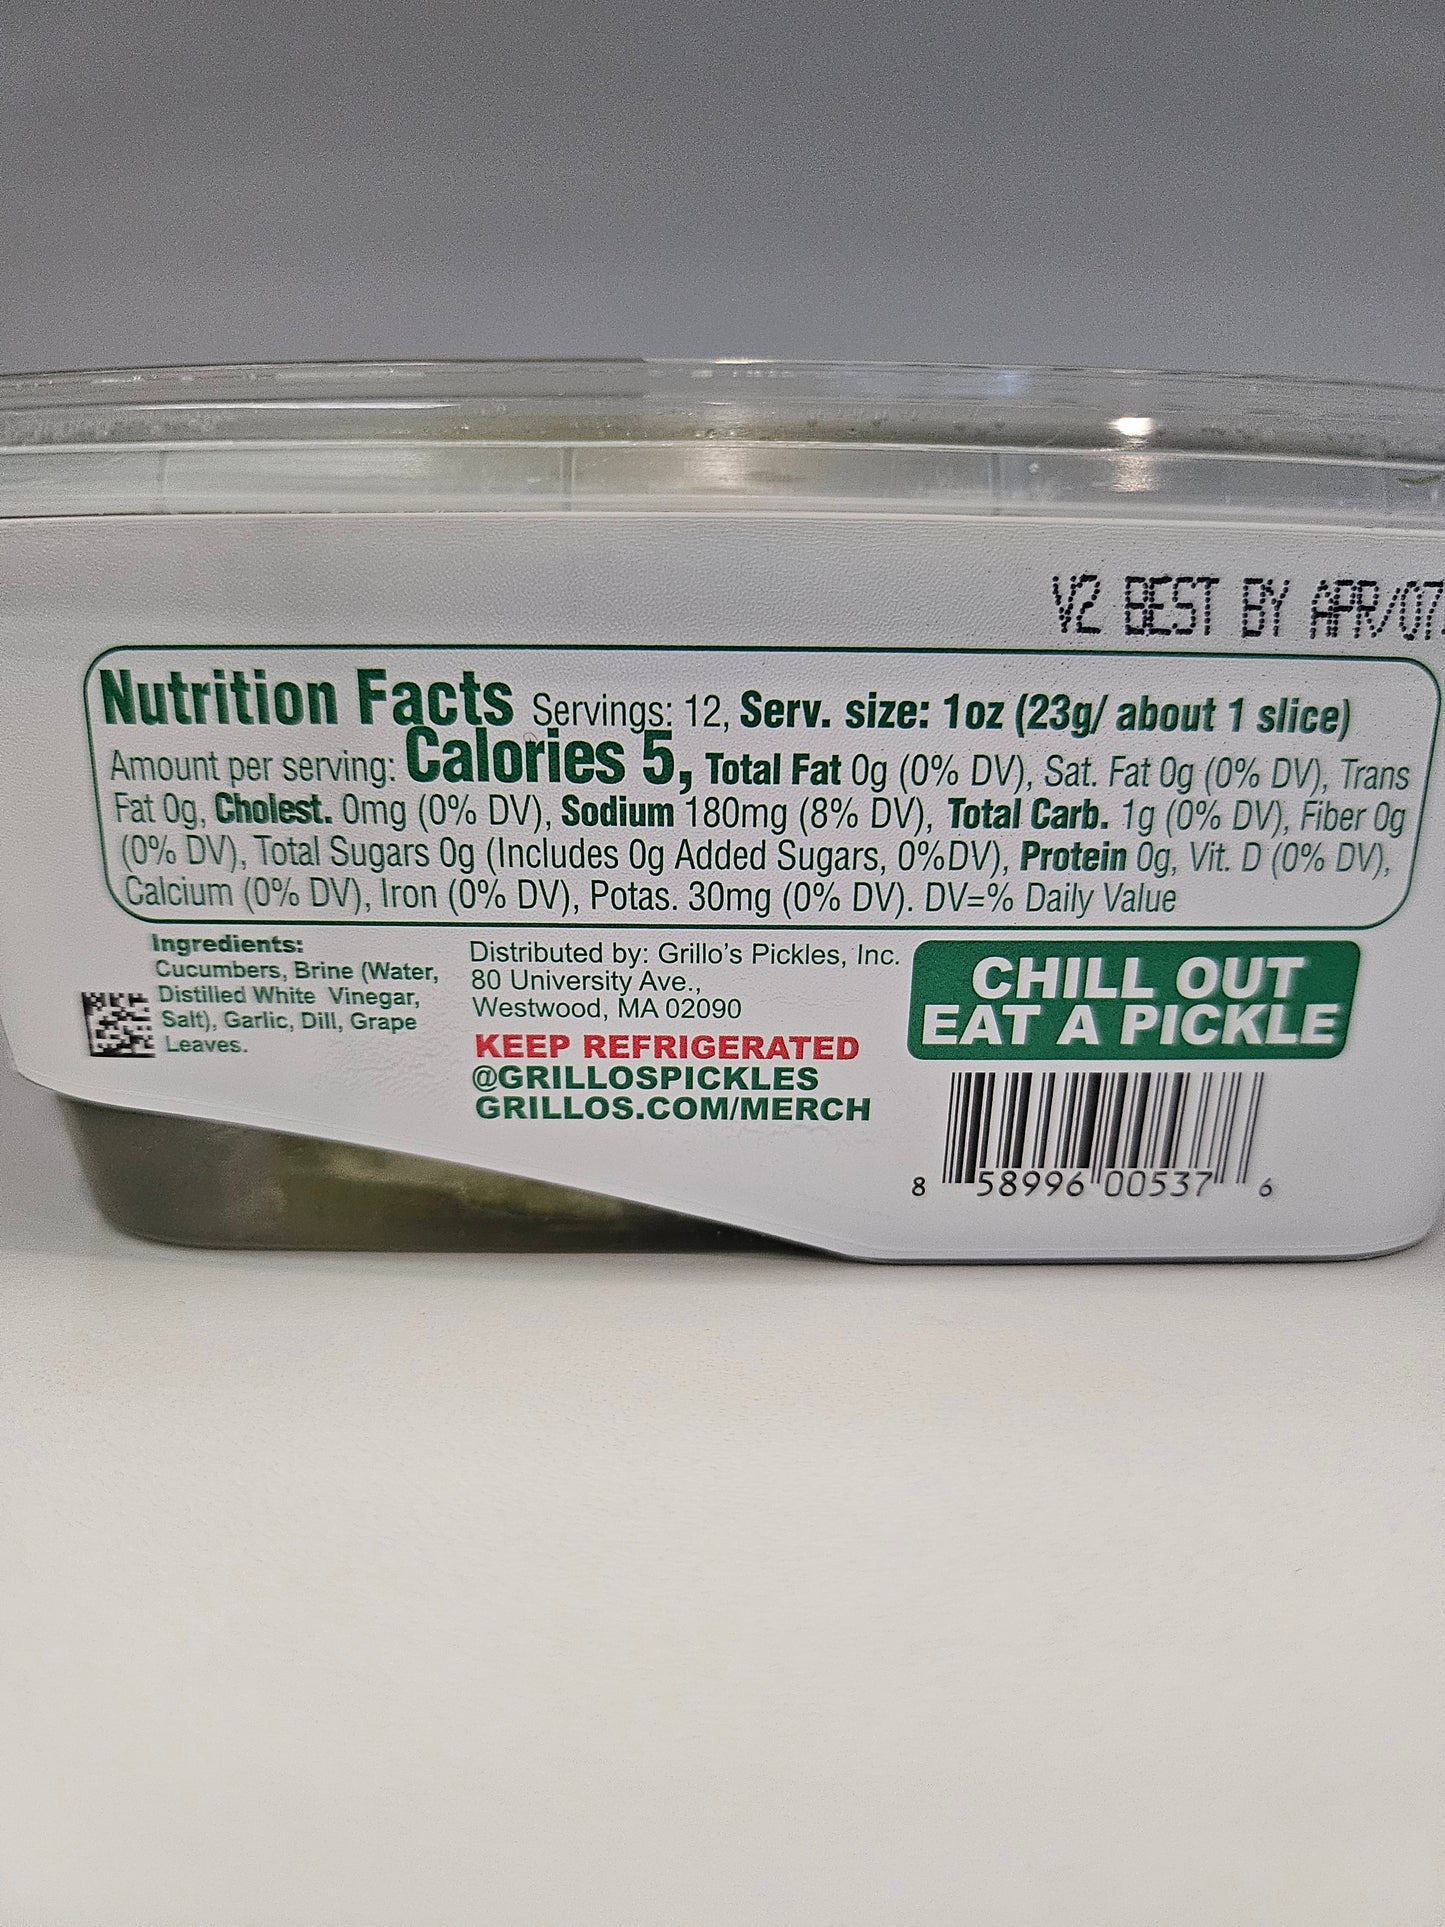 V2 BEST BY APR/07
Nutrition Facts Servings: 12, Serv. size: 1oz (23g/ about 1 slice)
Amount per serving: Calories 5, Total Fat 0g (0% DV), Sat. Fat 0g (0% DV), Trans
Fat 0g, Cholest. 0mg (0% DV), Sodium 180mg (8% DV), Total Carb. 1g (0% DV), Fiber 0g
(0% DV), Total Sugars 0g (Includes 0g Added Sugars, 0%DV), Protein 0g, Vit. D (0% DV),
Calcium (0% DV), Iron (0% DV), Potas. 30mg (0% DV). DV=% Daily Value
Ingredients:
Cucumbers, Brine (Water,
Distilled White Vinegar,
Salt), Garlic, Dill, Grape
Leaves.
Distributed by: Grillo's Pickles, Inc.
80 University Ave.,
Westwood, MA 02090
KEEP REFRIGERATED
@GRILLOSPICKLES
GRILLOS.COM/MERCH
CHILL OUT
EAT A PICKLE
8 58996 00537 6